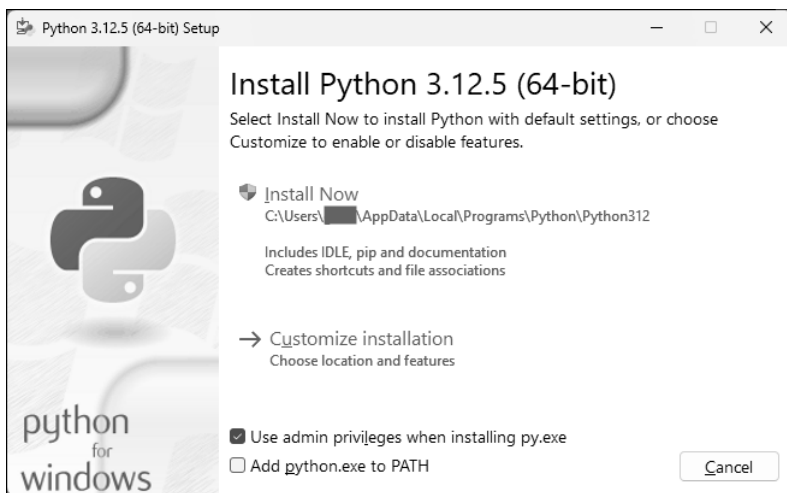 Python 3.12.5 (64-bit) Setup
Install Python 3.12.5 (64-bit)
Select Install Now to install Python with default settings, or choose
Customize to enable or disable features.
Install Now
C:\Users\ \AppData\Local\Programs\Python\Python312
Includes IDLE, pip and documentation
Creates shortcuts and file associations
Customize installation
Choose location and features
Use admin privileges when installing py.exe
Add python.exe to PATH
Cancel
python
for
windows